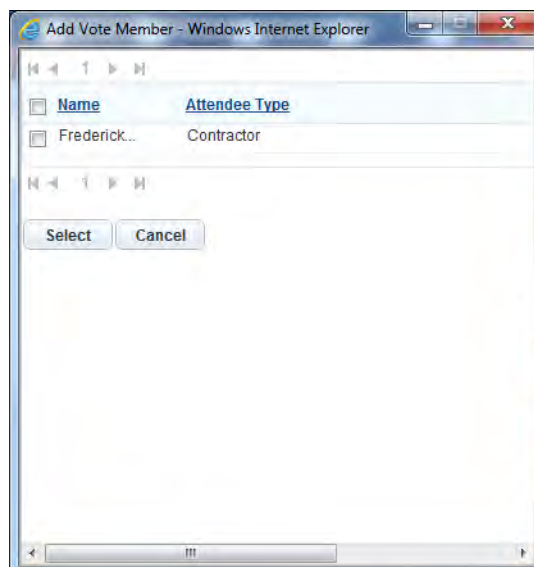 Add Vote Member - Windows Internet Explorer
1
Name Attendee Type
Frederick... Contractor
1
Select Cancel